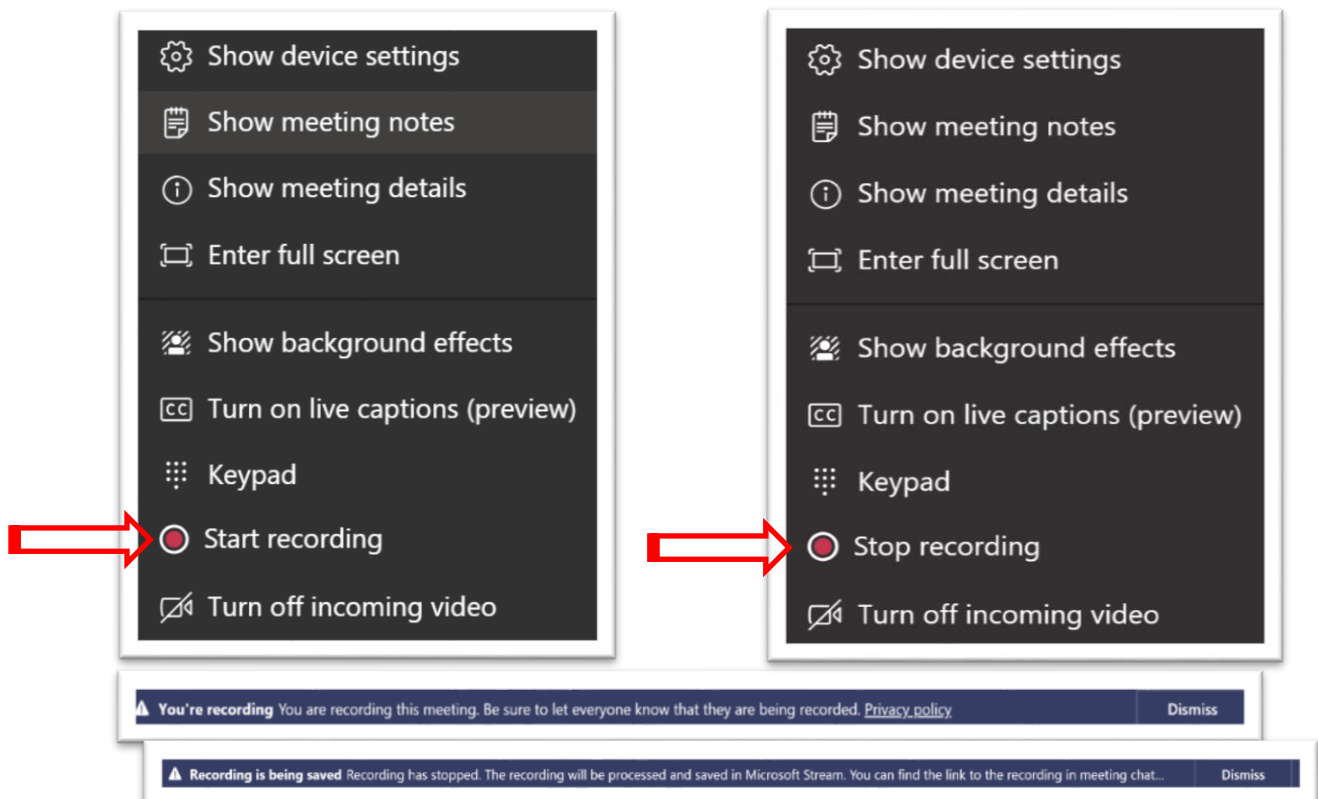 Show device settings
Show meeting notes
Show meeting details
Enter full screen
Show background effects
CC Turn on live captions (preview)
Keypad
Start recording
Turn off incoming video
Show device settings
Show meeting notes
Show meeting details
Enter full screen
Show background effects
CC Turn on live captions (preview)
Keypad
Stop recording
Turn off incoming video
You're recording You are recording this meeting. Be sure to let everyone know that they are being recorded. Privacy policy Dismiss
Recording is being saved Recording has stopped. The recording will be processed and saved in Microsoft Stream. You can find the link to the recording in meeting chat... Dismiss